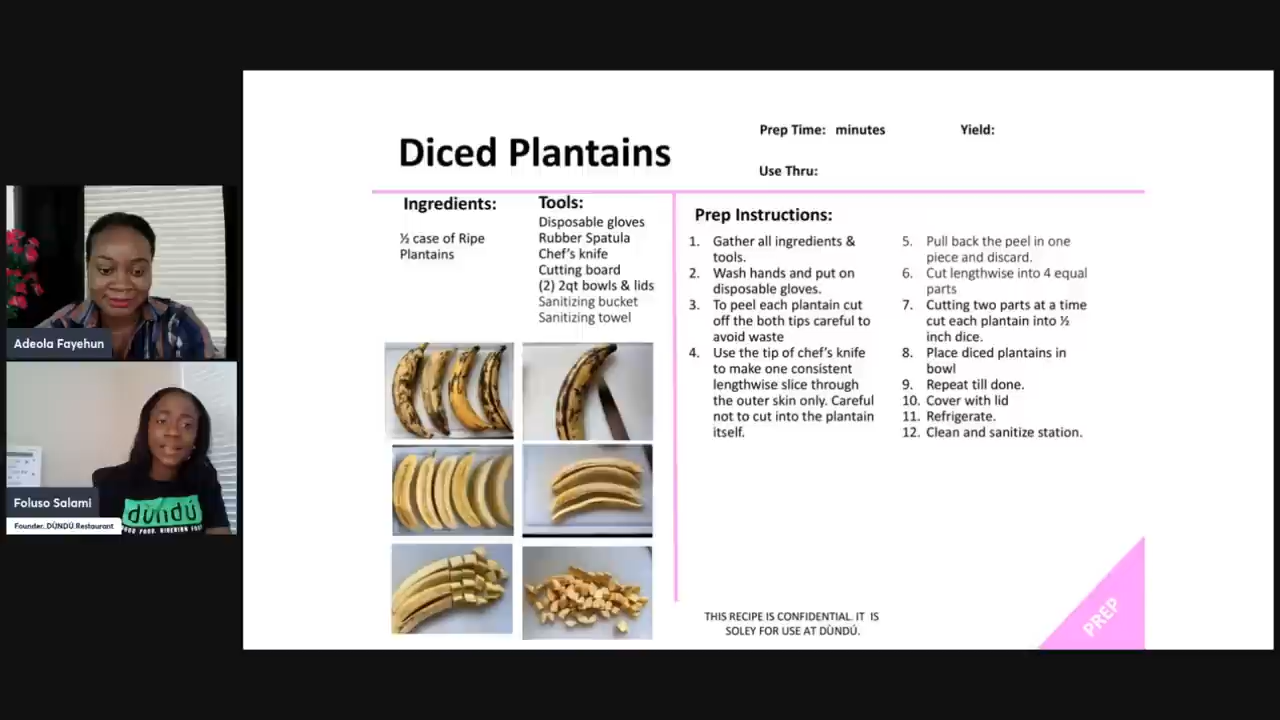 Diced Plantains
Prep Time: minutes
Yield:
Use Thru:
Ingredients:
½ case of Ripe
Plantains
Tools:
Disposable gloves
Rubber Spatula
Chef's knife
Cutting board
(2) 2qt bowls & lids
Sanitizing bucket
Sanitizing towel
Prep Instructions:
1. Gather all ingredients &
tools.
2. Wash hands and put on
disposable gloves.
3. To peel each plantain cut
off the both tips careful to
avoid waste
4. Use the tip of chef's knife
to make one consistent
lengthwise slice through
the outer skin only. Careful
not to cut into the plantain
itself.
5. Pull back the peel in one
piece and discard.
6. Cut lengthwise into 4 equal
parts
7. Cutting two parts at a time
cut each plantain into ½
inch dice.
8. Place diced plantains in
bowl
9. Repeat till done.
10. Cover with lid
11. Refrigerate.
12. Clean and sanitize station.
THIS RECIPE IS CONFIDENTIAL. IT IS
SOLEY FOR USE AT DÙNDÚ.
PREP
Adeola Fayehun
dùndú
Foluso Salami
Founder, DÙNDÚ Restaurant